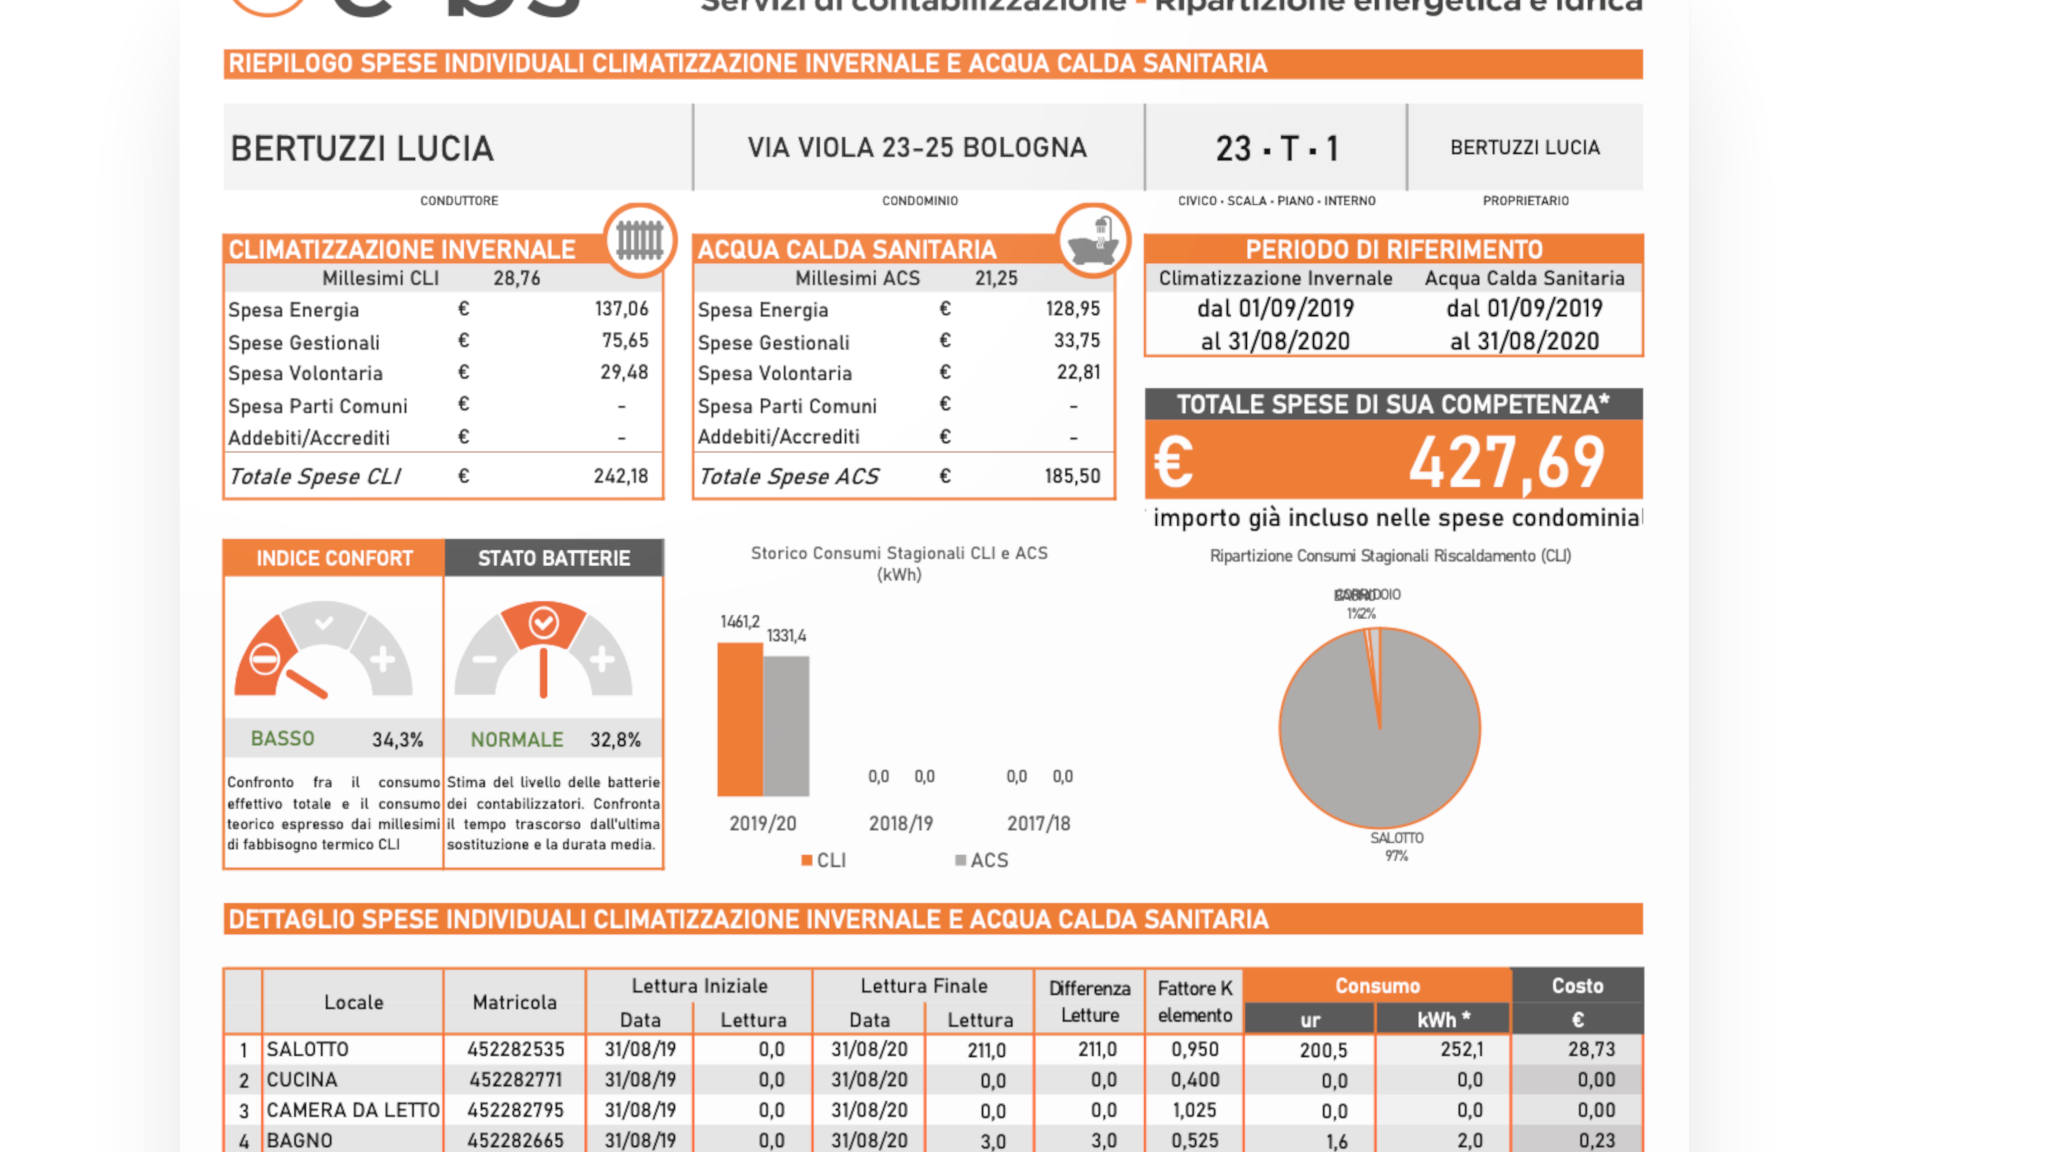 Servizi di contabilizzazione - Ripartizione energetica e idrica
RIEPILOGO SPESE INDIVIDUALI CLIMATIZZAZIONE INVERNALE E ACQUA CALDA SANITARIA
BERTUZZI LUCIA
VIA VIOLA 23-25 BOLOGNA
23 · T · 1
BERTUZZI LUCIA
CONDUTTORE
CONDOMINIO
CIVICO · SCALA · PIANO · INTERNO
PROPRIETARIO
CLIMATIZZAZIONE INVERNALE
Millesimi CLI 28,76
Spesa Energia € 137,06
Spese Gestionali € 75,65
Spesa Volontaria € 29,48
Spesa Parti Comuni € -
Addebiti/Accrediti € -
Totale Spese CLI € 242,18
ACQUA CALDA SANITARIA
Millesimi ACS 21,25
Spesa Energia € 128,95
Spese Gestionali € 33,75
Spesa Volontaria € 22,81
Spesa Parti Comuni € -
Addebiti/Accrediti € -
Totale Spese ACS € 185,50
PERIODO DI RIFERIMENTO
Climatizzazione Invernale Acqua Calda Sanitaria
dal 01/09/2019 dal 01/09/2019
al 31/08/2020 al 31/08/2020
TOTALE SPESE DI SUA COMPETENZA*
€ 427,69
importo già incluso nelle spese condominial
INDICE CONFORT
BASSO 34,3%
Confronto fra il consumo
effettivo totale e il consumo
teorico espresso dai millesimi
di fabbisogno termico CLI
STATO BATTERIE
NORMALE 32,8%
Stima del livello delle batterie
dei contabilizzatori. Confronta
il tempo trascorso dall'ultima
sostituzione e la durata media.
Storico Consumi Stagionali CLI e ACS
(kWh)
1461,2 1331,4
0,0 0,0 0,0 0,0
2019/20 2018/19 2017/18
CLI ACS
Ripartizione Consumi Stagionali Riscaldamento (CLI)
BAGNO CORRIDOIO
1% 2%
SALOTTO
97%
DETTAGLIO SPESE INDIVIDUALI CLIMATIZZAZIONE INVERNALE E ACQUA CALDA SANITARIA
Locale Matricola Lettura Iniziale Lettura Finale Differenza Letture Fattore K elemento Consumo Costo
Data Lettura Data Lettura ur kWh * €
1 SALOTTO 452282535 31/08/19 0,0 31/08/20 211,0 211,0 0,950 200,5 252,1 28,73
2 CUCINA 452282771 31/08/19 0,0 31/08/20 0,0 0,0 0,400 0,0 0,0 0,00
3 CAMERA DA LETTO 452282795 31/08/19 0,0 31/08/20 0,0 0,0 1,025 0,0 0,0 0,00
4 BAGNO 452282665 31/08/19 0,0 31/08/20 3,0 3,0 0,525 1,6 2,0 0,23